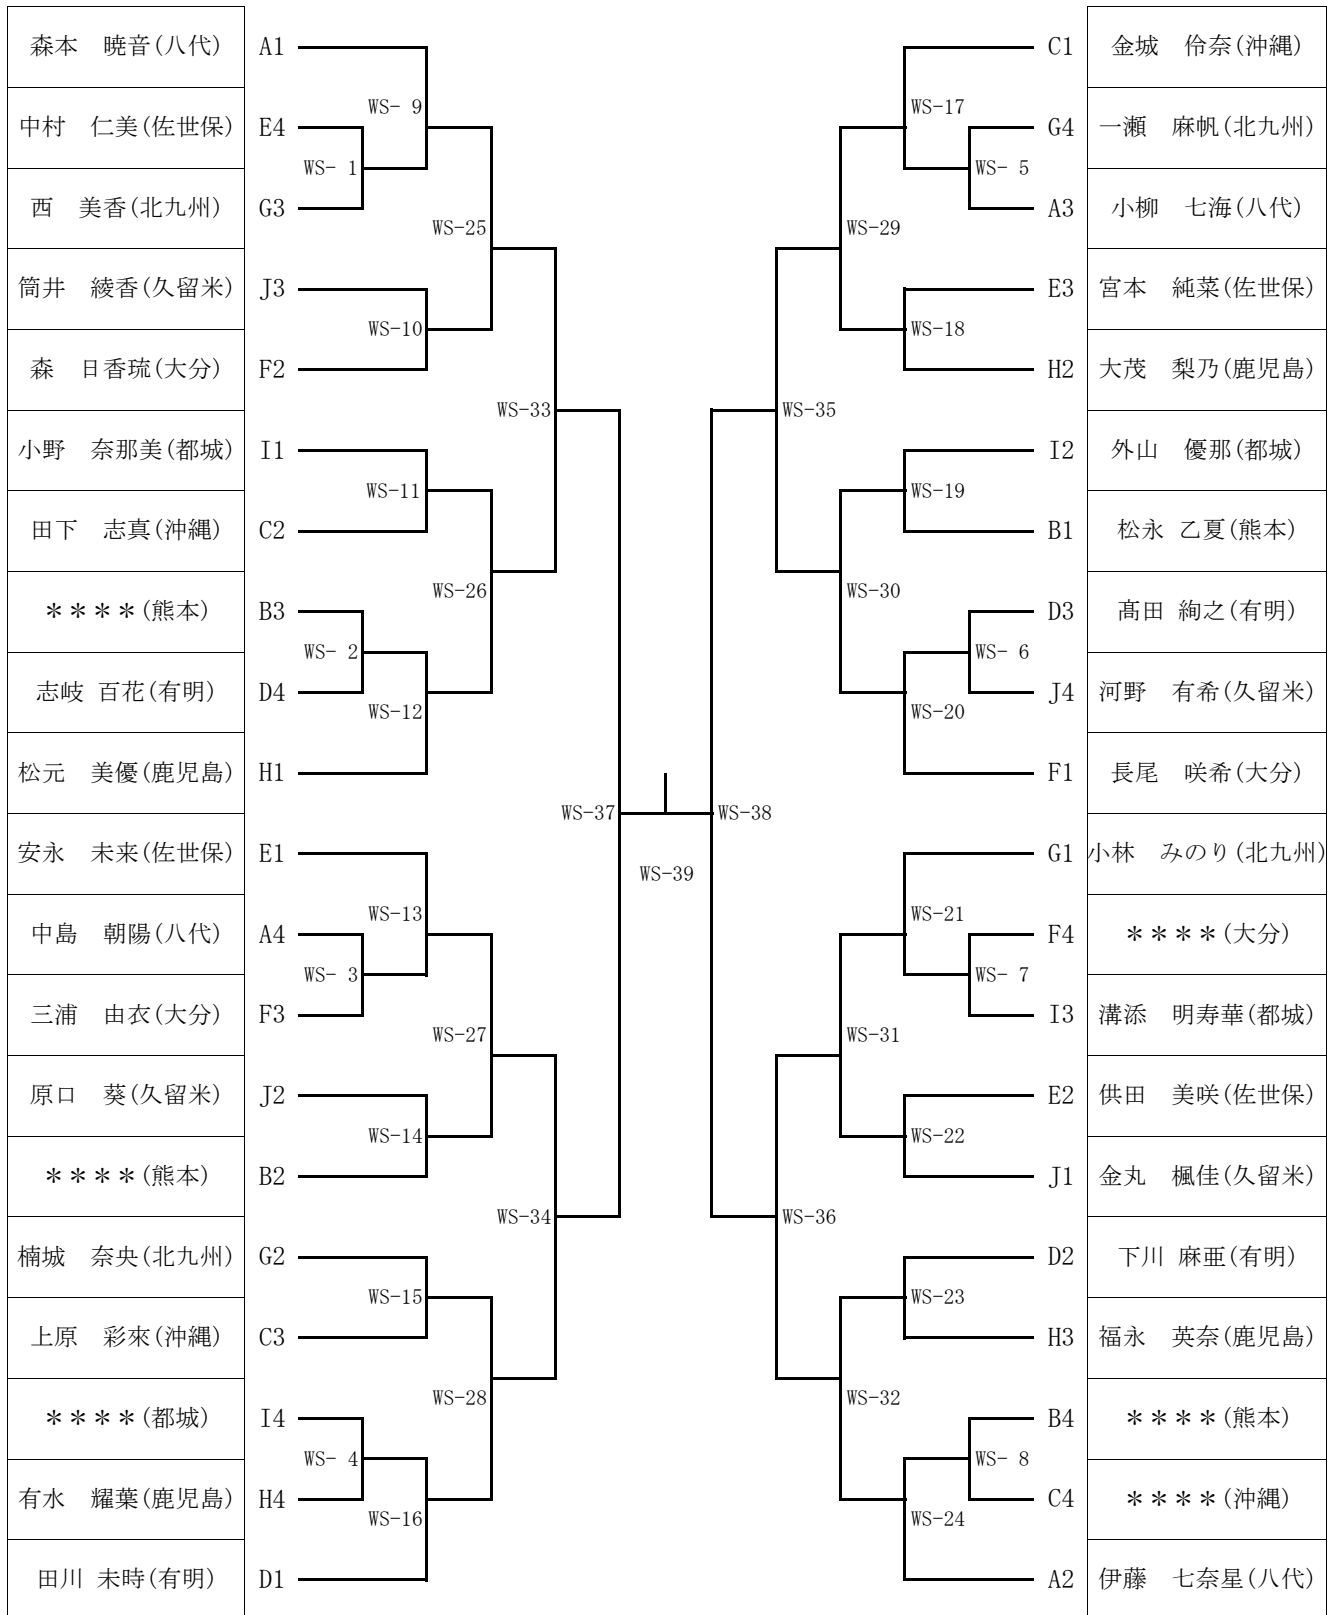 森本　暁音(八代) A1
中村　仁美(佐世保) E4
西　美香(北九州) G3
筒井　綾香(久留米) J3
森　日香琉(大分) F2
小野　奈那美(都城) I1
田下　志真(沖縄) C2
＊＊＊＊(熊本) B3
志岐 百花(有明) D4
松元　美優(鹿児島) H1
安永　未来(佐世保) E1
中島　朝陽(八代) A4
三浦　由衣(大分) F3
原口　葵(久留米) J2
＊＊＊＊(熊本) B2
楠城　奈央(北九州) G2
上原　彩來(沖縄) C3
＊＊＊＊(都城) I4
有水　耀葉(鹿児島) H4
田川 未時(有明) D1
WS- 9
WS- 1
WS-25
WS-10
WS-33
WS-11
WS-26
WS- 2
WS-12
WS-37
WS-13
WS- 3
WS-27
WS-14
WS-34
WS-15
WS-28
WS- 4
WS-16
WS-39
WS-17
WS- 5
WS-29
WS-18
WS-35
WS-19
WS-30
WS- 6
WS-20
WS-38
WS-21
WS- 7
WS-31
WS-22
WS-36
WS-23
WS-32
WS- 8
WS-24
C1 金城　伶奈(沖縄)
G4 一瀬　麻帆(北九州)
A3 小柳　七海(八代)
E3 宮本　純菜(佐世保)
H2 大茂　梨乃(鹿児島)
I2 外山　優那(都城)
B1 松永 乙夏(熊本)
D3 髙田 絢之(有明)
J4 河野　有希(久留米)
F1 長尾　咲希(大分)
G1 小林　みのり(北九州)
F4 ＊＊＊＊(大分)
I3 溝添　明寿華(都城)
E2 供田　美咲(佐世保)
J1 金丸　楓佳(久留米)
D2 下川 麻亜(有明)
H3 福永　英奈(鹿児島)
B4 ＊＊＊＊(熊本)
C4 ＊＊＊＊(沖縄)
A2 伊藤　七奈星(八代)